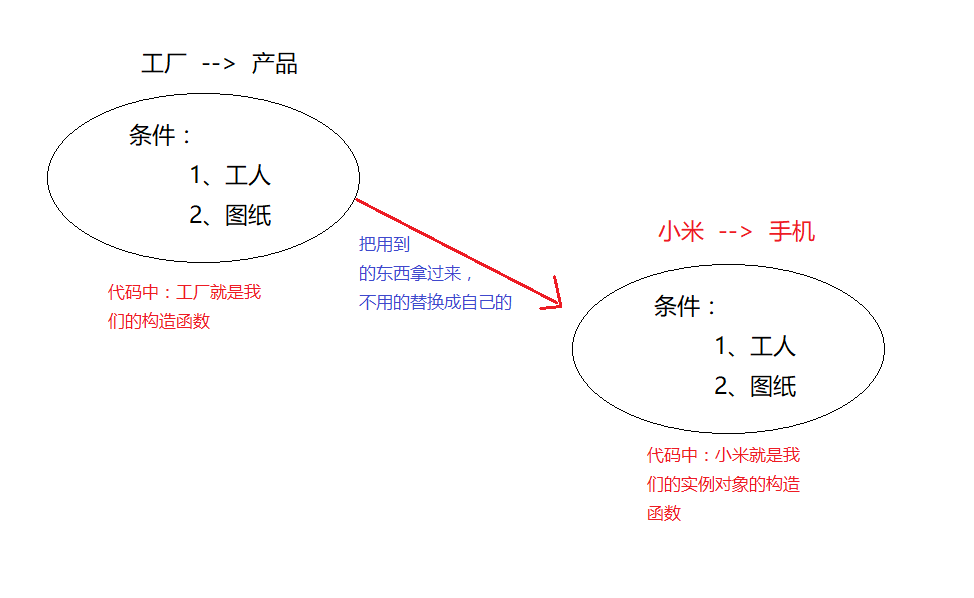 工厂 --> 产品
条件：
1、工人
2、图纸
代码中：工厂就是我
们的构造函数
把用到
的东西拿过来，
不用的替换成自己的
小米 --> 手机
条件：
1、工人
2、图纸
代码中：小米就是我
们的实例对象的构造
函数